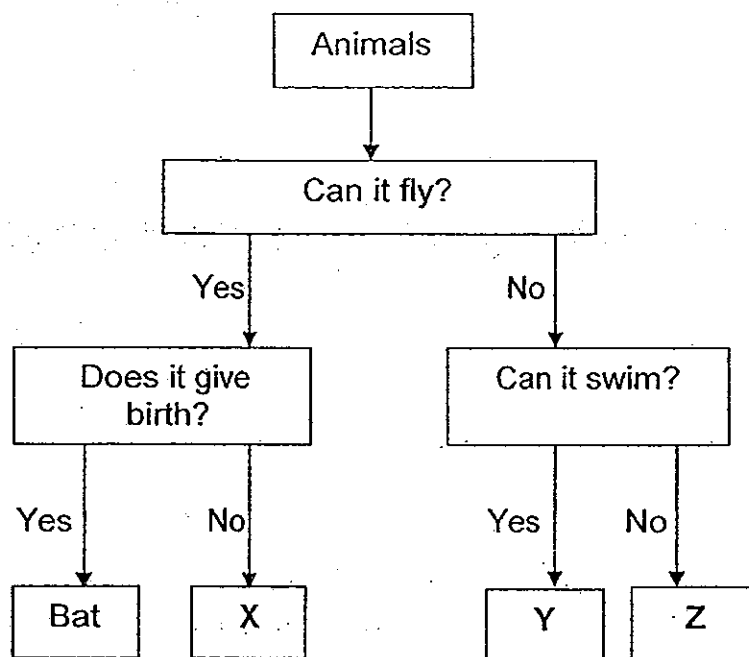 Animals
Can it fly?
Yes
No
Does it give
birth?
Can it swim?
Yes
No
Yes
No
Bat
X
Y
Z